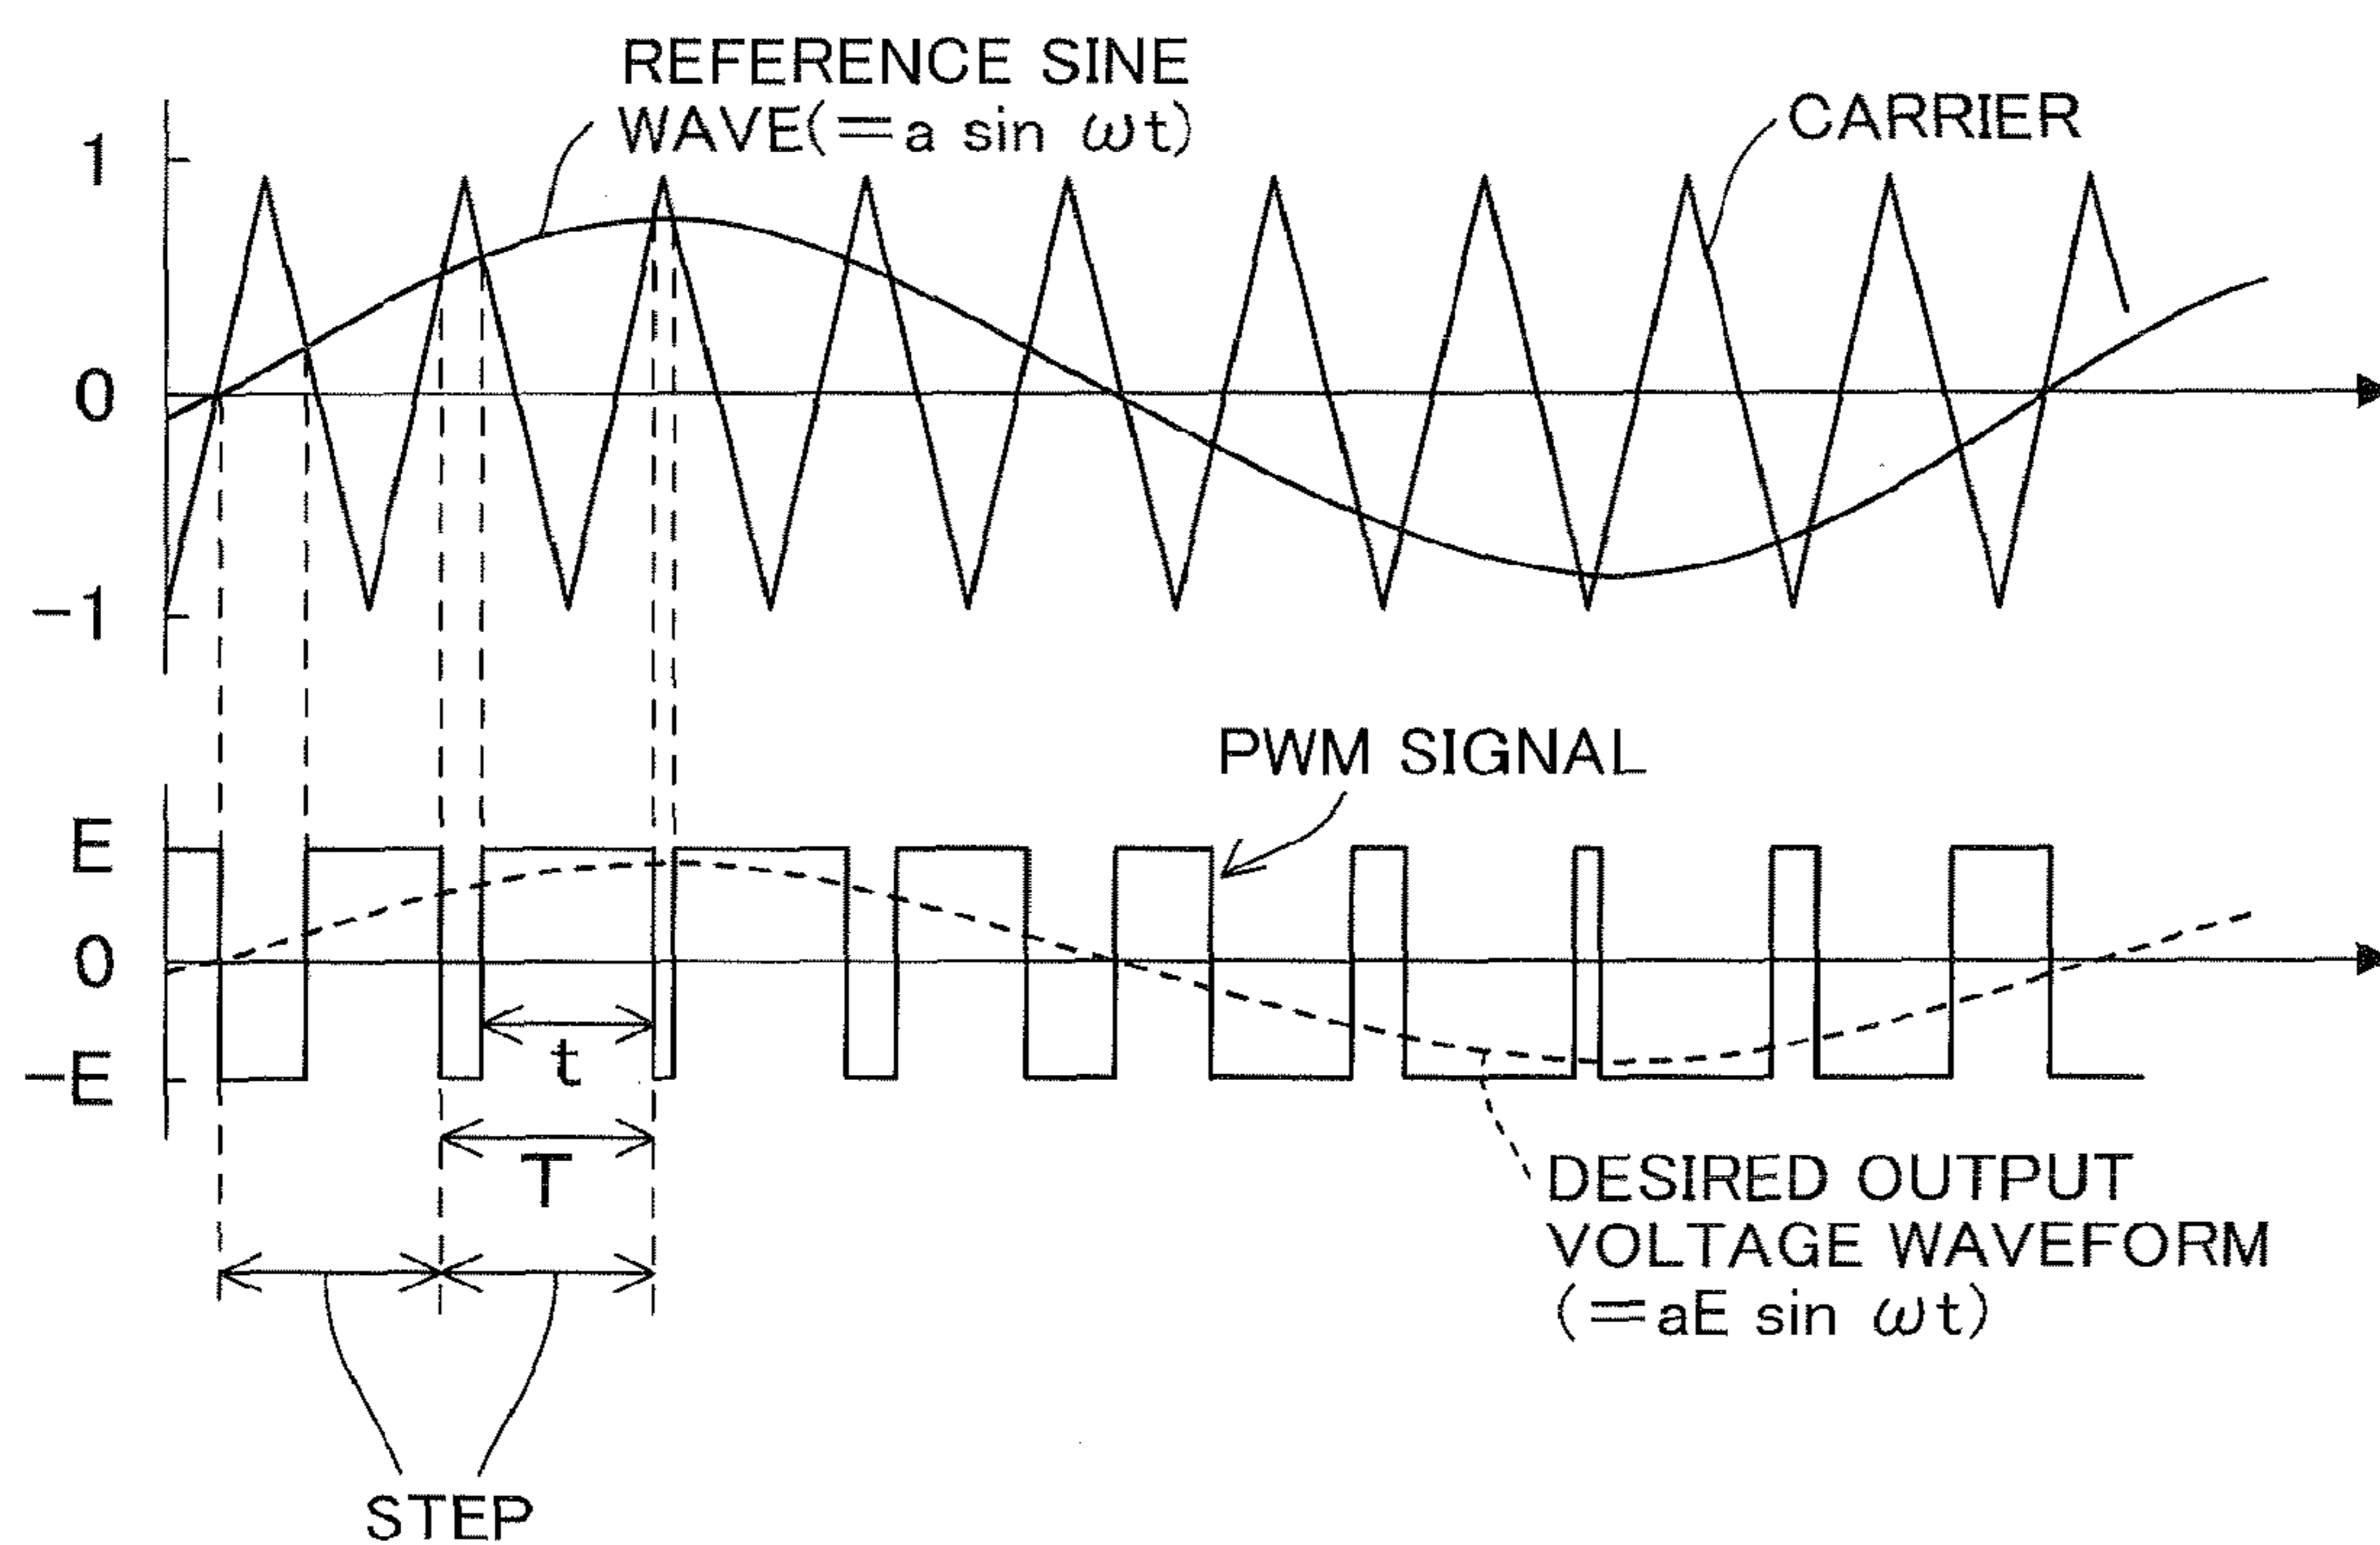 REFERENCE SINE
WAVE(=a sin ωt)
CARRIER
1
0
-1
PWM SIGNAL
E
0
-E
t
T
DESIRED OUTPUT
VOLTAGE WAVEFORM
(=aE sin ωt)
STEP